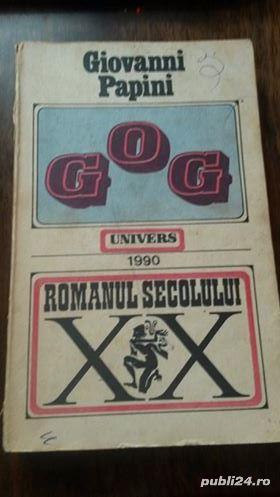 Giovanni
Papini
GOG
UNIVERS
1990
ROMANUL SECOLULUI
XX
publi24.ro